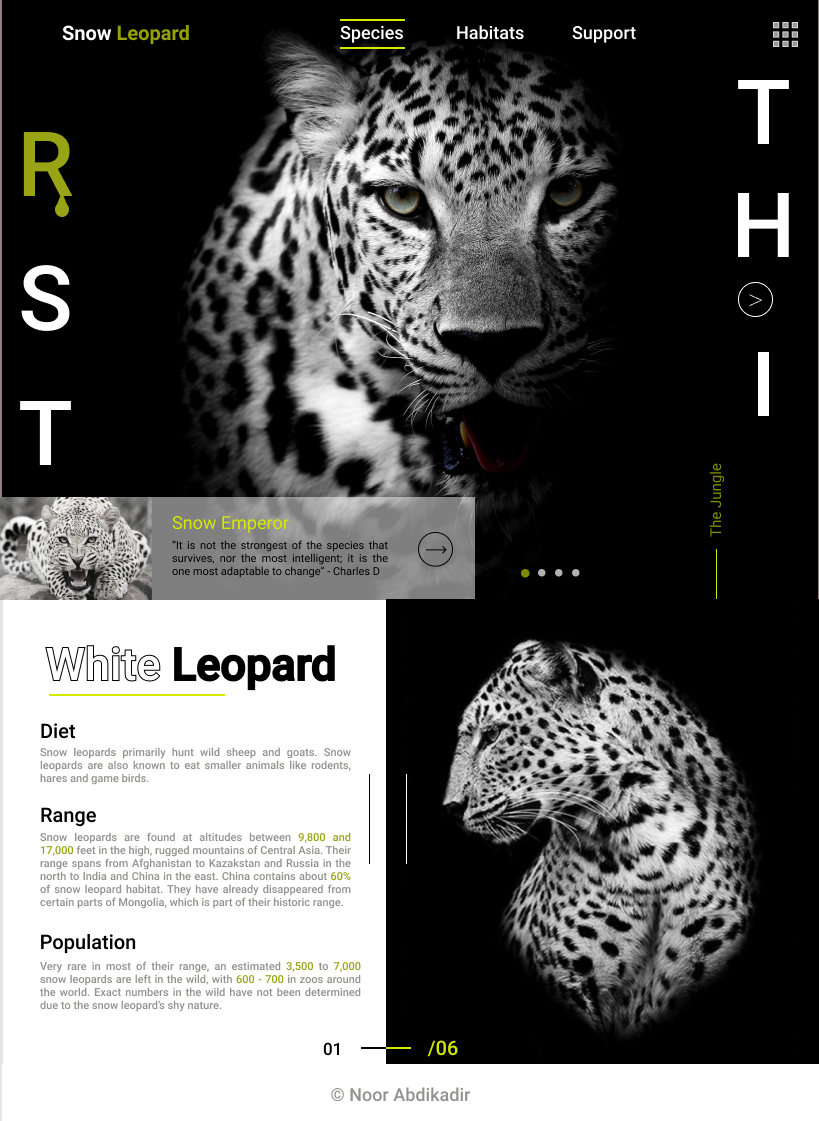 Snow Leopard
Species
Habitats
Support
T
H
>
I
R
S
T
The Jungle
Snow Emperor
“It is not the strongest of the species that
survives, nor the most intelligent; it is the
one most adaptable to change” - Charles D
White Leopard
Diet
Snow leopards primarily hunt wild sheep and goats. Snow
leopards are also known to eat smaller animals like rodents,
hares and game birds.
Range
Snow leopards are found at altitudes between 9,800 and
17,000 feet in the high, rugged mountains of Central Asia. Their
range spans from Afghanistan to Kazakstan and Russia in the
north to India and China in the east. China contains about 60%
of snow leopard habitat. They have already disappeared from
certain parts of Mongolia, which is part of their historic range.
Population
Very rare in most of their range, an estimated 3,500 to 7,000
snow leopards are left in the wild, with 600 - 700 in zoos around
the world. Exact numbers in the wild have not been determined
due to the snow leopard’s shy nature.
01
/06
© Noor Abdikadir